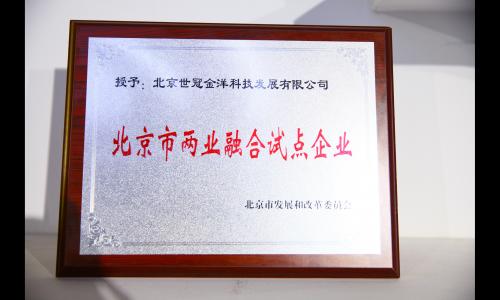 授予：北京世冠金洋科技发展有限公司
北京市两业融合试点企业
北京市发展和改革委员会